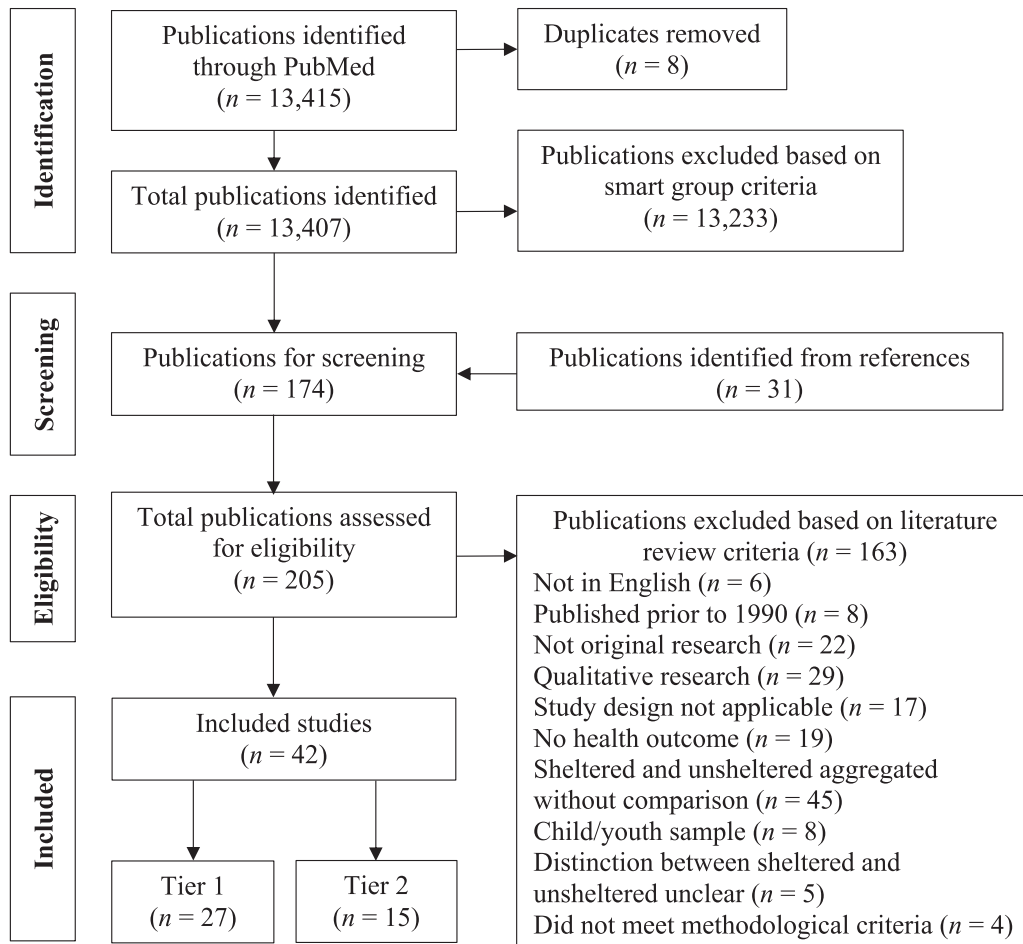 Identification
Publications identified
through PubMed
(n = 13,415)
Duplicates removed
(n = 8)
Total publications identified
(n = 13,407)
Publications excluded based on
smart group criteria
(n = 13,233)
Screening
Publications for screening
(n = 174)
Publications identified from references
(n = 31)
Eligibility
Total publications assessed
for eligibility
(n = 205)
Publications excluded based on literature
review criteria (n = 163)
Not in English (n = 6)
Published prior to 1990 (n = 8)
Not original research (n = 22)
Qualitative research (n = 29)
Study design not applicable (n = 17)
No health outcome (n = 19)
Sheltered and unsheltered aggregated
without comparison (n = 45)
Child/youth sample (n = 8)
Distinction between sheltered and
unsheltered unclear (n = 5)
Did not meet methodological criteria (n = 4)
Included
Included studies
(n = 42)
Tier 1
(n = 27)
Tier 2
(n = 15)